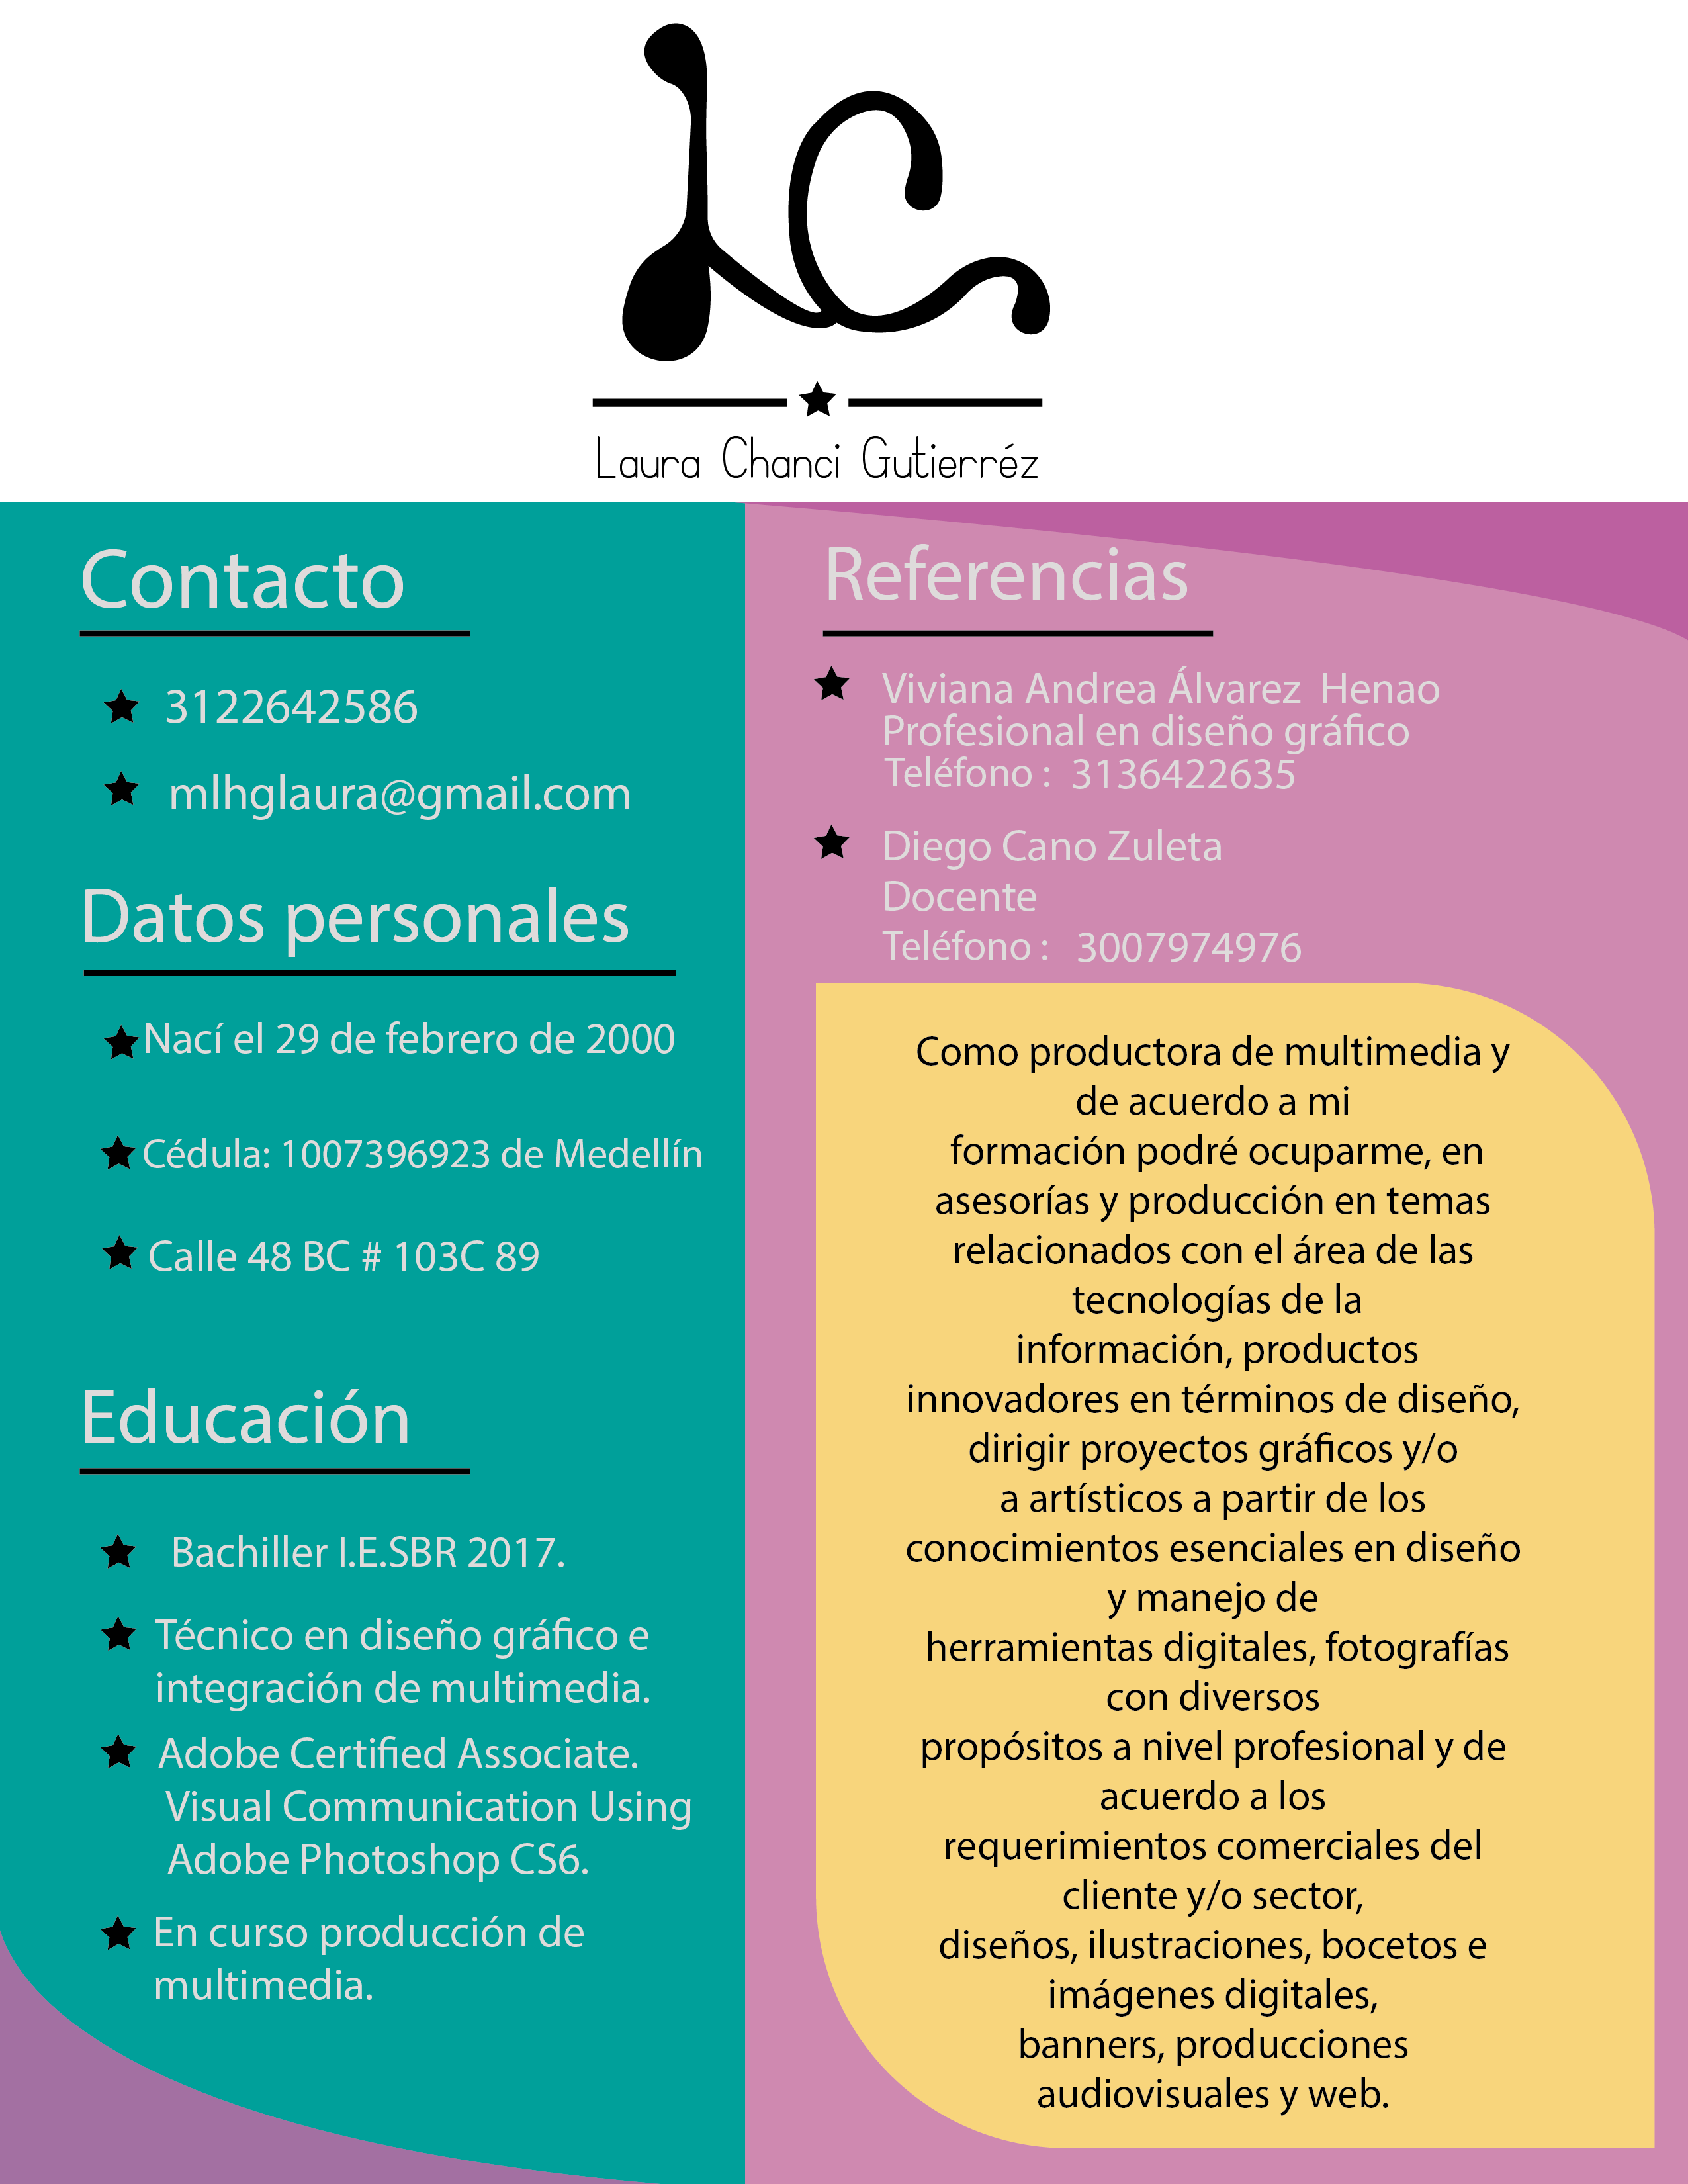 lc
Laura Chanci Gutierréz
Contacto
3122642586
mlhglaura@gmail.com
Datos personales
Nací el 29 de febrero de 2000
Cédula: 1007396923 de Medellín
Calle 48 BC # 103C 89
Educación
Bachiller I.E.SBR 2017.
Técnico en diseño gráfico e
integración de multimedia.
Adobe Certified Associate.
Visual Communication Using
Adobe Photoshop CS6.
En curso producción de
multimedia.
Referencias
Viviana Andrea Álvarez Henao
Profesional en diseño gráfico
Teléfono : 3136422635
Diego Cano Zuleta
Docente
Teléfono : 3007974976
Como productora de multimedia y
de acuerdo a mi
formación podré ocuparme, en
asesorías y producción en temas
relacionados con el área de las
tecnologías de la
información, productos
innovadores en términos de diseño,
dirigir proyectos gráficos y/o
a artísticos a partir de los
conocimientos esenciales en diseño
y manejo de
herramientas digitales, fotografías
con diversos
propósitos a nivel profesional y de
acuerdo a los
requerimientos comerciales del
cliente y/o sector,
diseños, ilustraciones, bocetos e
imágenes digitales,
banners, producciones
audiovisuales y web.